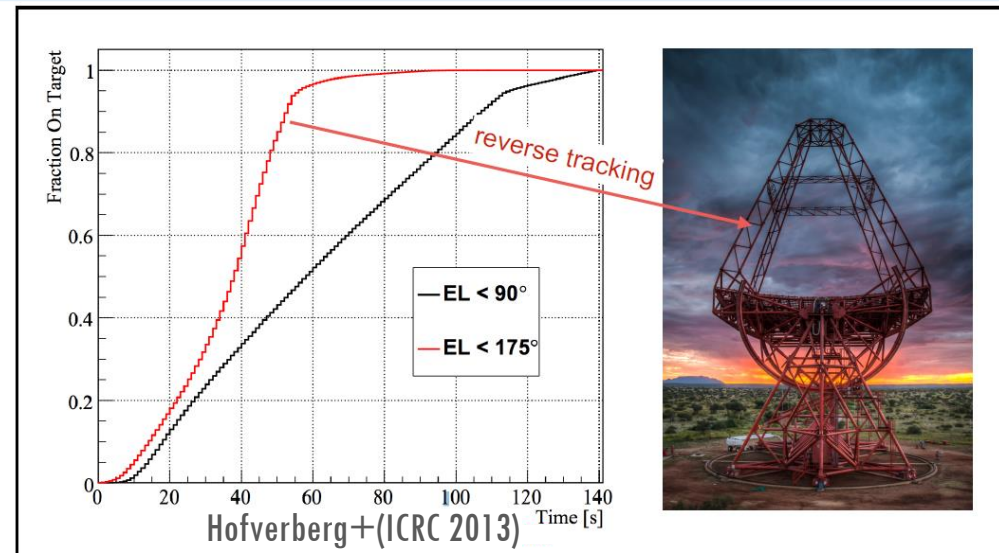 Fraction On Target
1
0.8
0.6
0.4
0.2
0
reverse tracking
EL < 90°
EL < 175°
0 20 40 60 80 100 120 140
Time [s]
Hofverberg+(ICRC 2013)